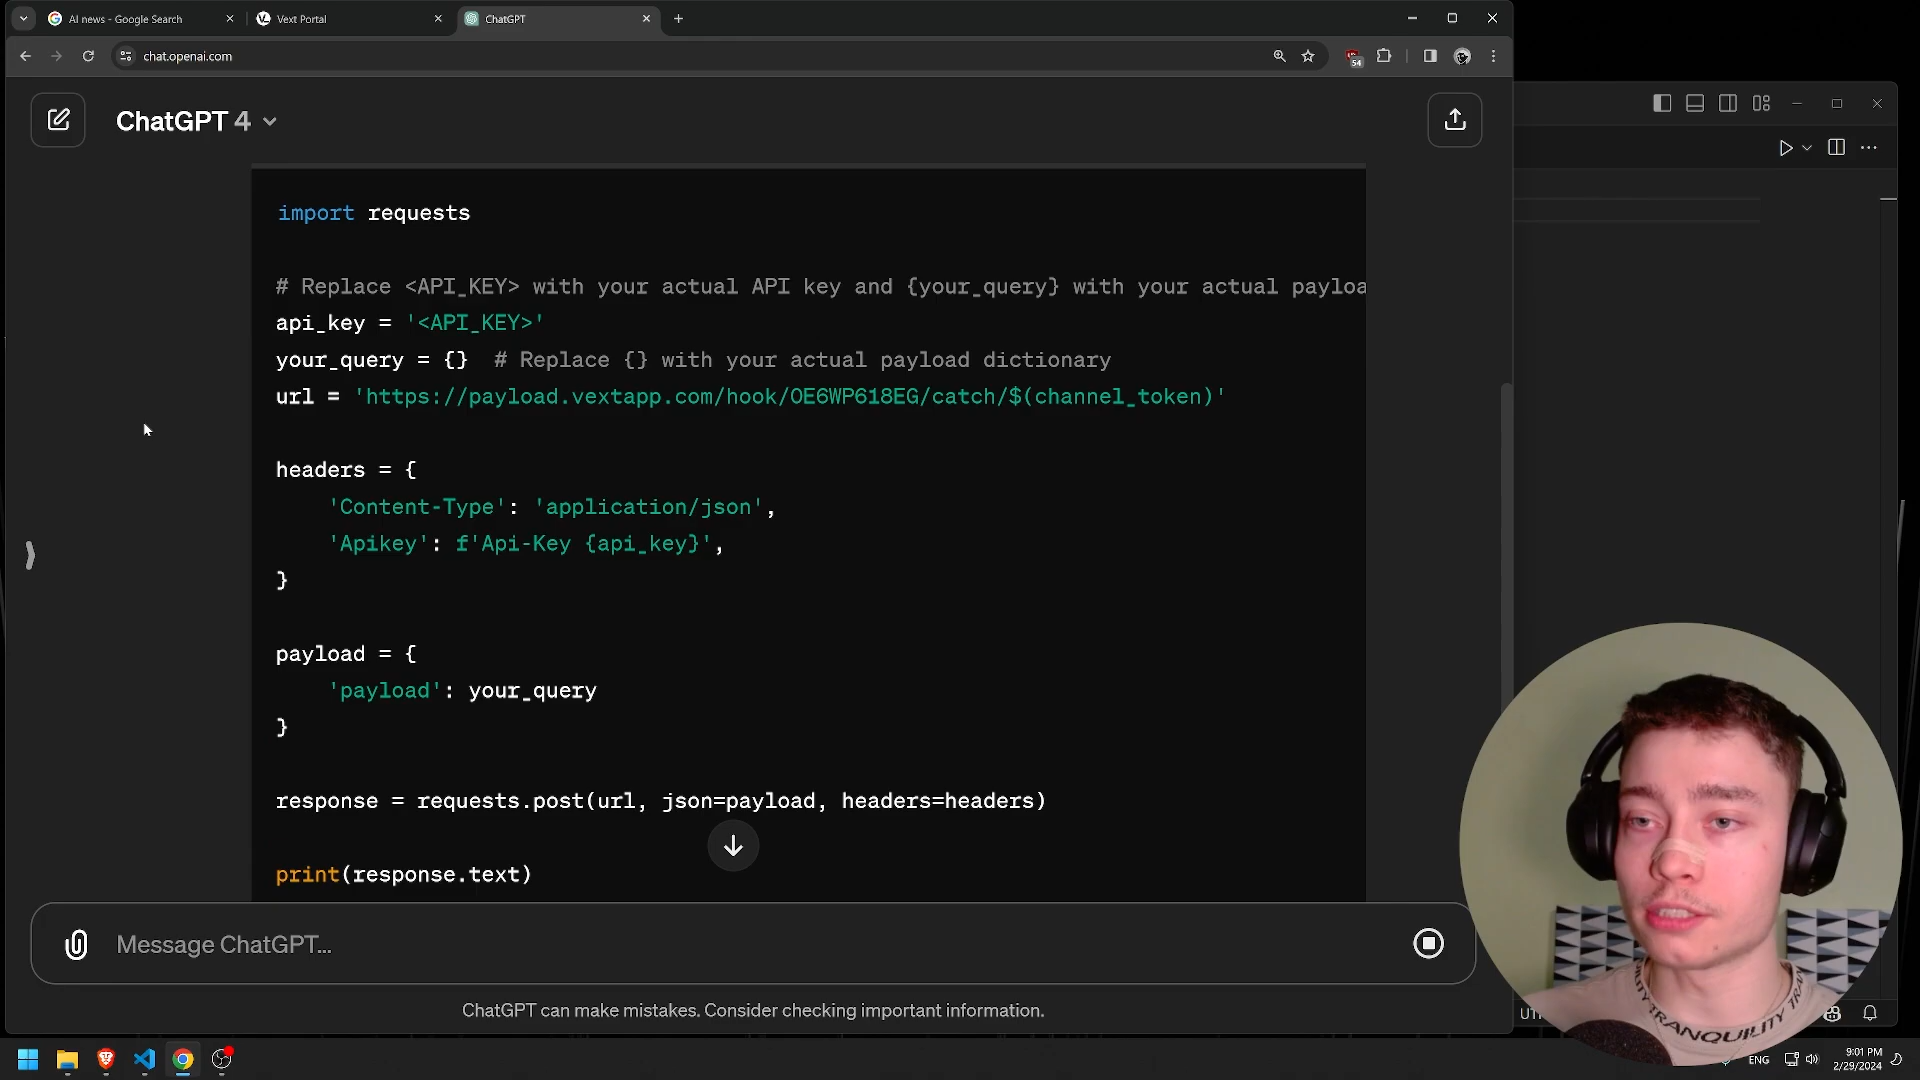 AI news - Google Search
Vext Portal
ChatGPT
chat.openai.com
54
ChatGPT 4
import requests
# Replace <API_KEY> with your actual API key and {your_query} with your actual payloa
api_key = '<API_KEY>'
your_query = {}  # Replace {} with your actual payload dictionary
url = 'https://payload.vextapp.com/hook/OE6WP618EG/catch/$(channel_token)'
headers = {
    'Content-Type': 'application/json',
    'Apikey': f'Api-Key {api_key}',
}
payload = {
    'payload': your_query
}
response = requests.post(url, json=payload, headers=headers)
print(response.text)
Message ChatGPT...
ChatGPT can make mistakes. Consider checking important information.
TRANQUILITY
ENG
9:01 PM
2/29/2024